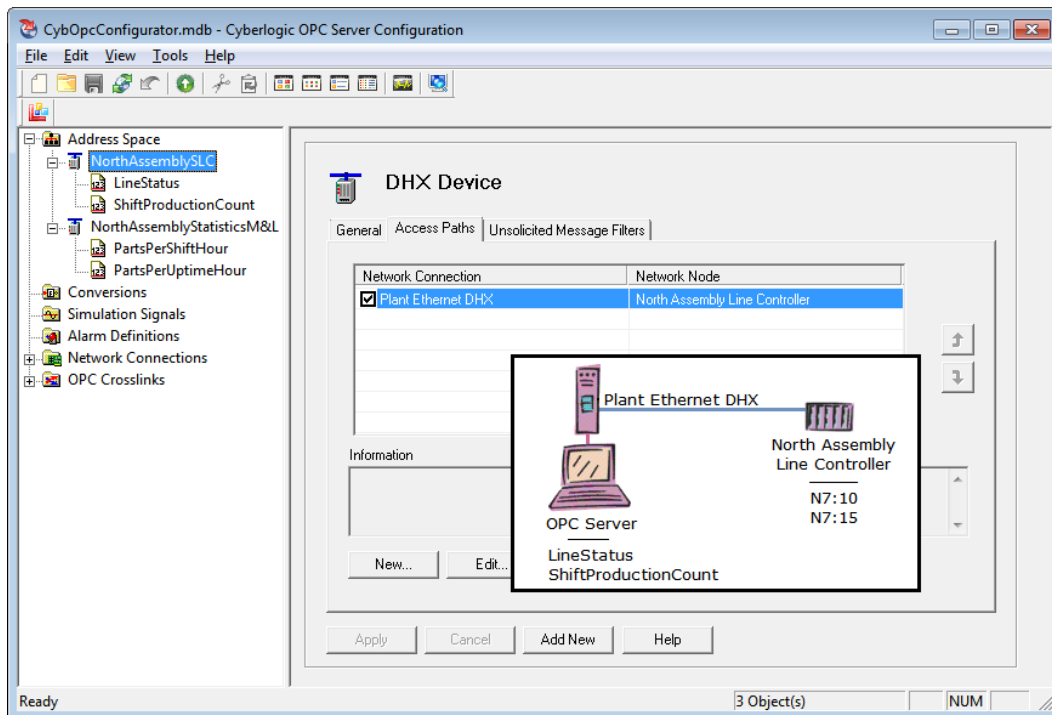 CybOpcConfigurator.mdb - Cyberlogic OPC Server Configuration
File Edit View Tools Help
Address Space
NorthAssemblySLC
LineStatus
ShiftProductionCount
NorthAssemblyStatisticsM&L
PartsPerShiftHour
PartsPerUptimeHour
Conversions
Simulation Signals
Alarm Definitions
Network Connections
OPC Crosslinks
DHX Device
General Access Paths Unsolicited Message Filters
Network Connection Network Node
Plant Ethernet DHX North Assembly Line Controller
Information
New... Edit...
Plant Ethernet DHX
North Assembly
Line Controller
N7:10
N7:15
OPC Server
LineStatus
ShiftProductionCount
Apply Cancel Add New Help
Ready 3 Object(s) NUM